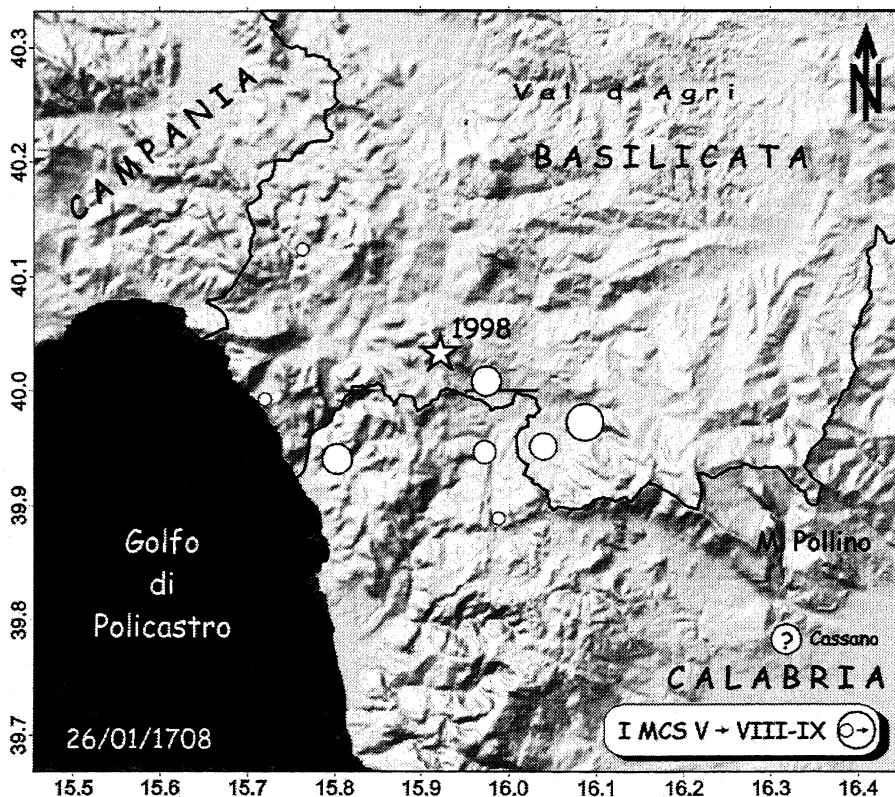 40.3
40.2
40.1
40.0
39.9
39.8
39.7
CAMPANIA
Val d Agri
BASILICATA
N
1998
Golfo
di
Policastro
M. Pollino
? Cassano
CALABRIA
26/01/1708
I MCS V → VIII-IX
15.5 15.6 15.7 15.8 15.9 16.0 16.1 16.2 16.3 16.4